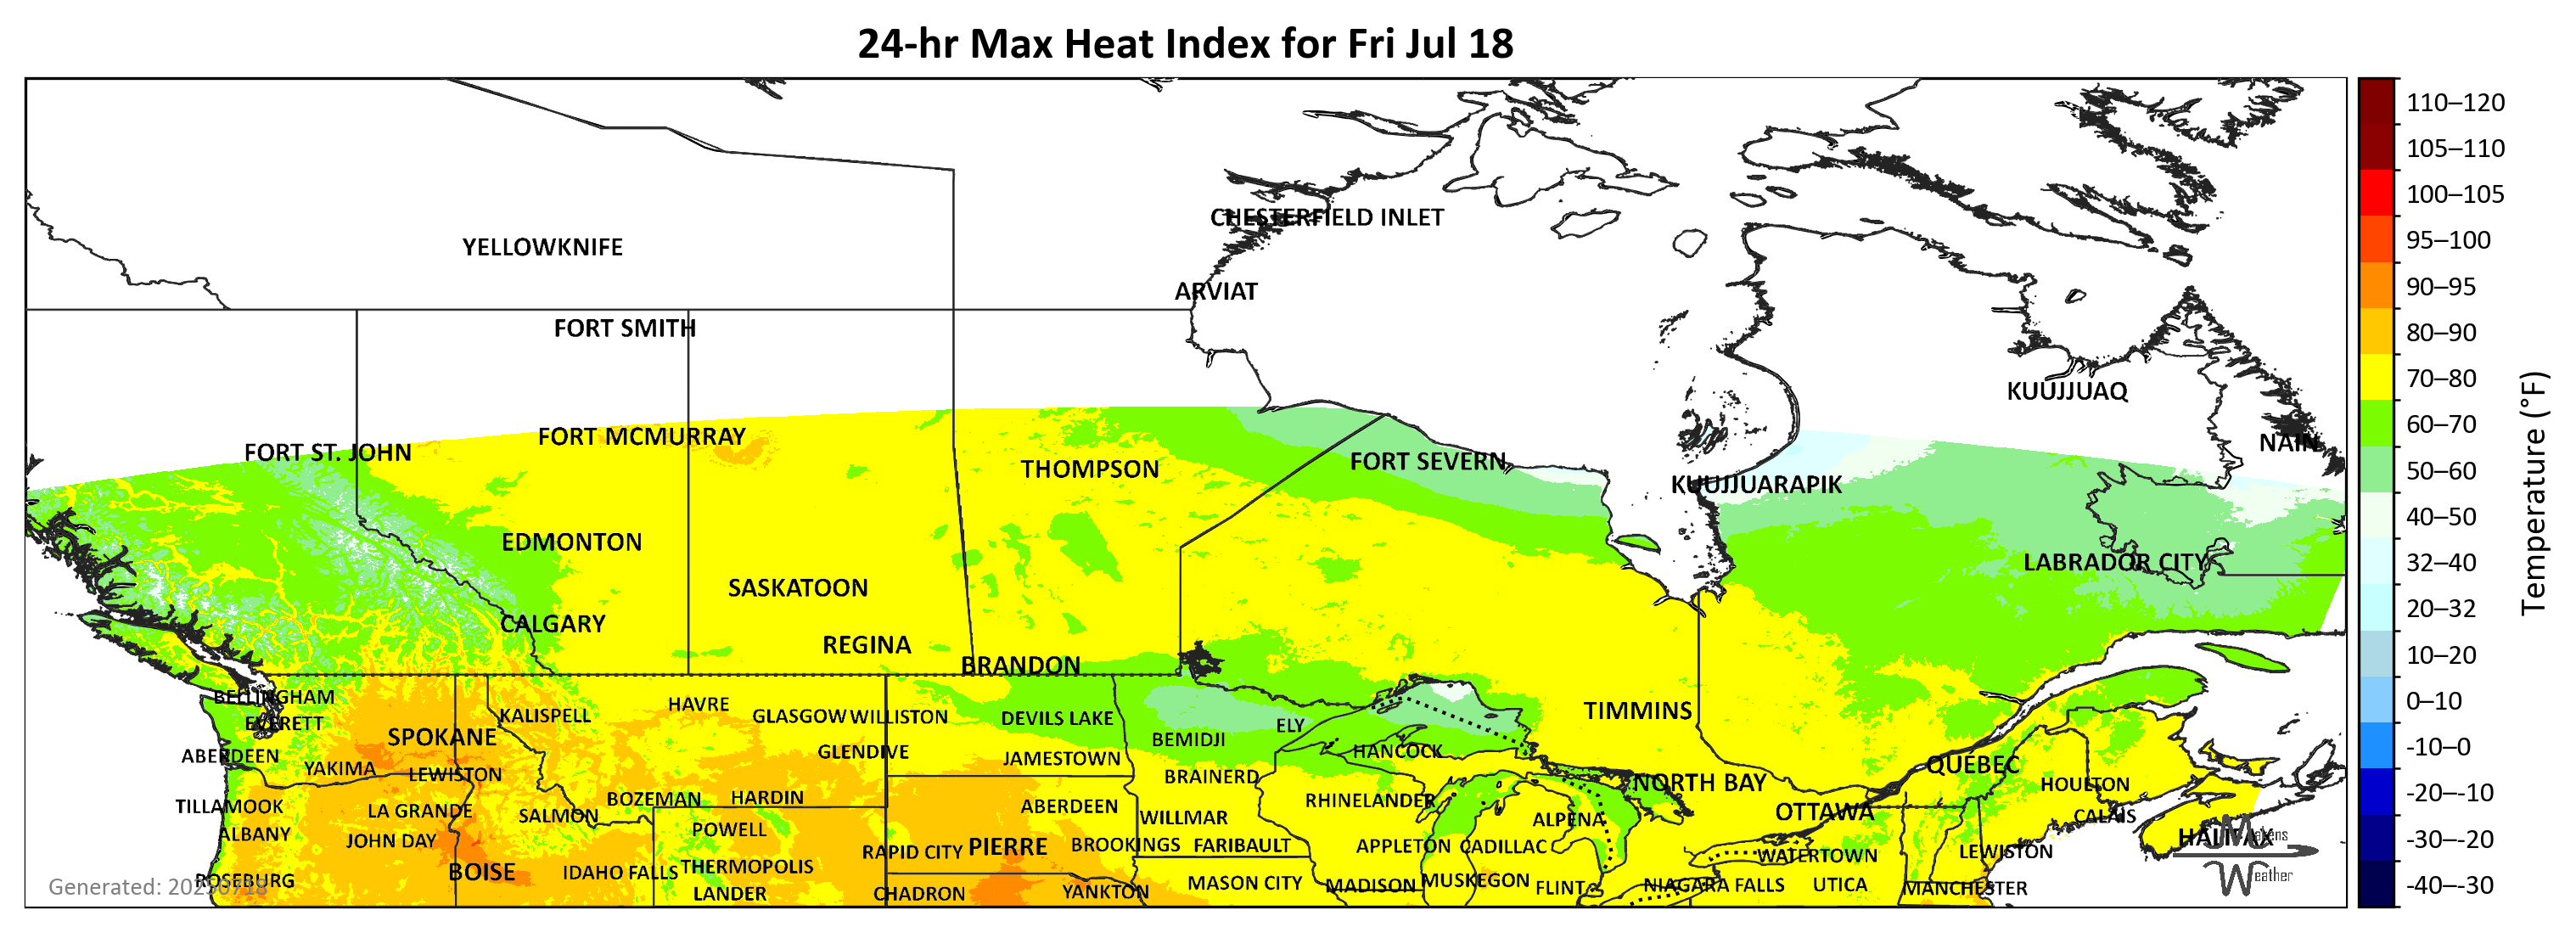 24-hr Max Heat Index for Fri Jul 18
110–120
105–110
CHESTERFIELD INLET
100–105
YELLOWKNIFE
95–100
ARVIAT
90–95
FORT SMITH
80–90
KUUJJUAQ
70–80
FORT MCMURRAY
60–70
NAIN
FORT ST. JOHN
FORT SEVERN
THOMPSON
50–60
KUUJJUARAPIK
40–50
EDMONTON
LABRADOR CITY
32–40
SASKATOON
20–32
CALGARY
REGINA
BRANDON
10–20
Temperature (°F)
BELLINGHAM
HAVRE
0–10
TIMMINS
KALISPELL
GLASGOW WILLISTON
DEVILS LAKE
EVERETT
ELY
SPOKANE
BEMIDJI
-10–0
ABERDEEN
GLENDIVE
JAMESTOWN
HANCOCK
YAKIMA
LEWISTON
BRAINERD
QUÉBEC
NORTH BAY
HOULTON
-20–-10
BOZEMAN
HARDIN
RHINELANDER
TILLAMOOK
LA GRANDE
SALMON
ABERDEEN
WILLMAR
ALPENA
OTTAWA
CALAIS
ALBANY
JOHN DAY
POWELL
HALIFAX
Makens
Weather
-30–-20
RAPID CITY
PIERRE
BROOKINGS
FARIBAULT
APPLETON
CADILLAC
WATERTOWN
LEWISTON
BOISE
IDAHO FALLS
THERMOPOLIS
ROSEBURG
Generated: 20250718
LANDER
CHADRON
YANKTON
MASON CITY
MADISON
MUSKEGON
FLINT
NIAGARA FALLS
UTICA
MANCHESTER
-40–-30